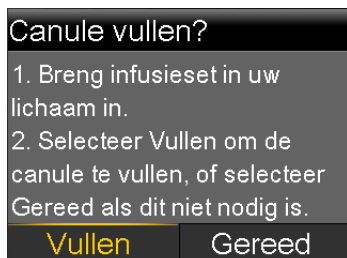 Canule vullen?
1. Breng infusieset in uw
lichaam in.
2. Selecteer Vullen om de
canule te vullen, of selecteer
Gereed als dit niet nodig is.
Vullen Gereed